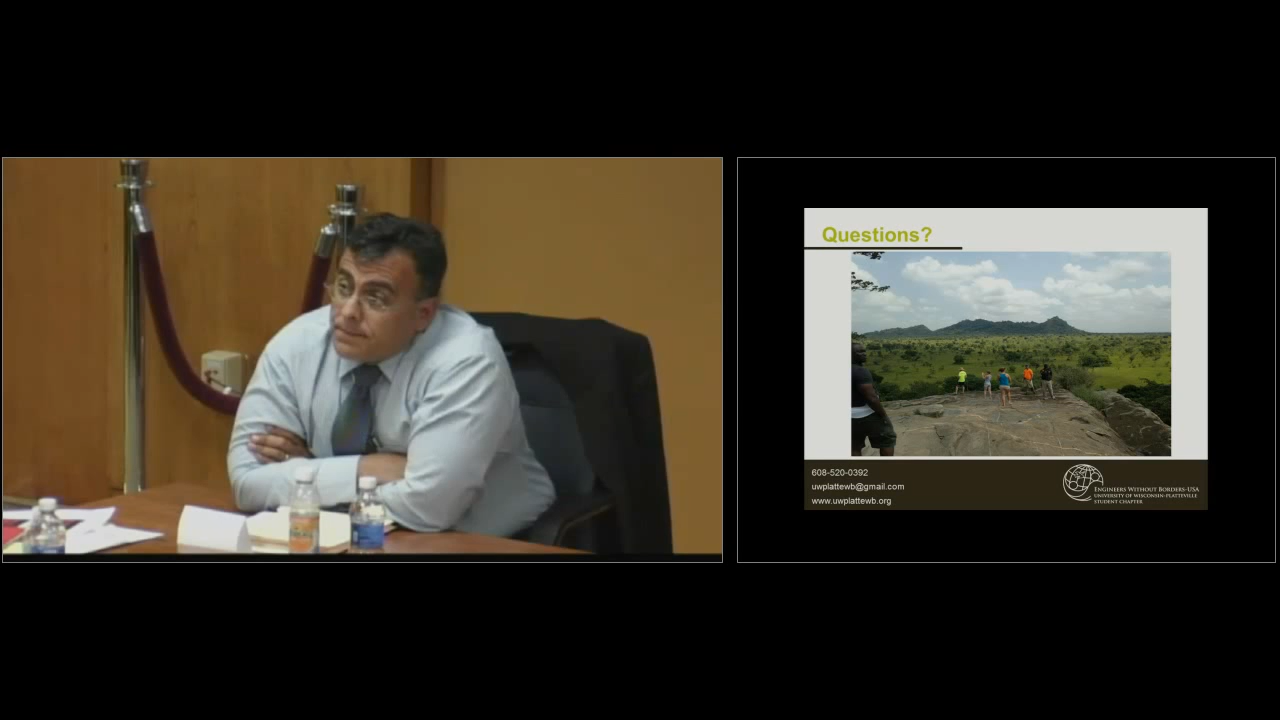 Questions?
608-520-0392
uwplattewb@gmail.com
www.uwplattewb.org
ENGINEERS WITHOUT BORDERS-USA
UNIVERSITY OF WISCONSIN-PLATTEVILLE
STUDENT CHAPTER